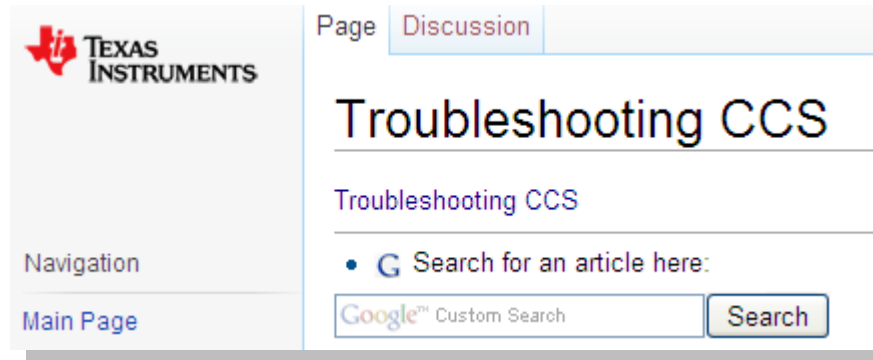 TEXAS
INSTRUMENTS
Page Discussion
Troubleshooting CCS
Troubleshooting CCS
Navigation
Main Page
G Search for an article here:
Google™ Custom Search Search